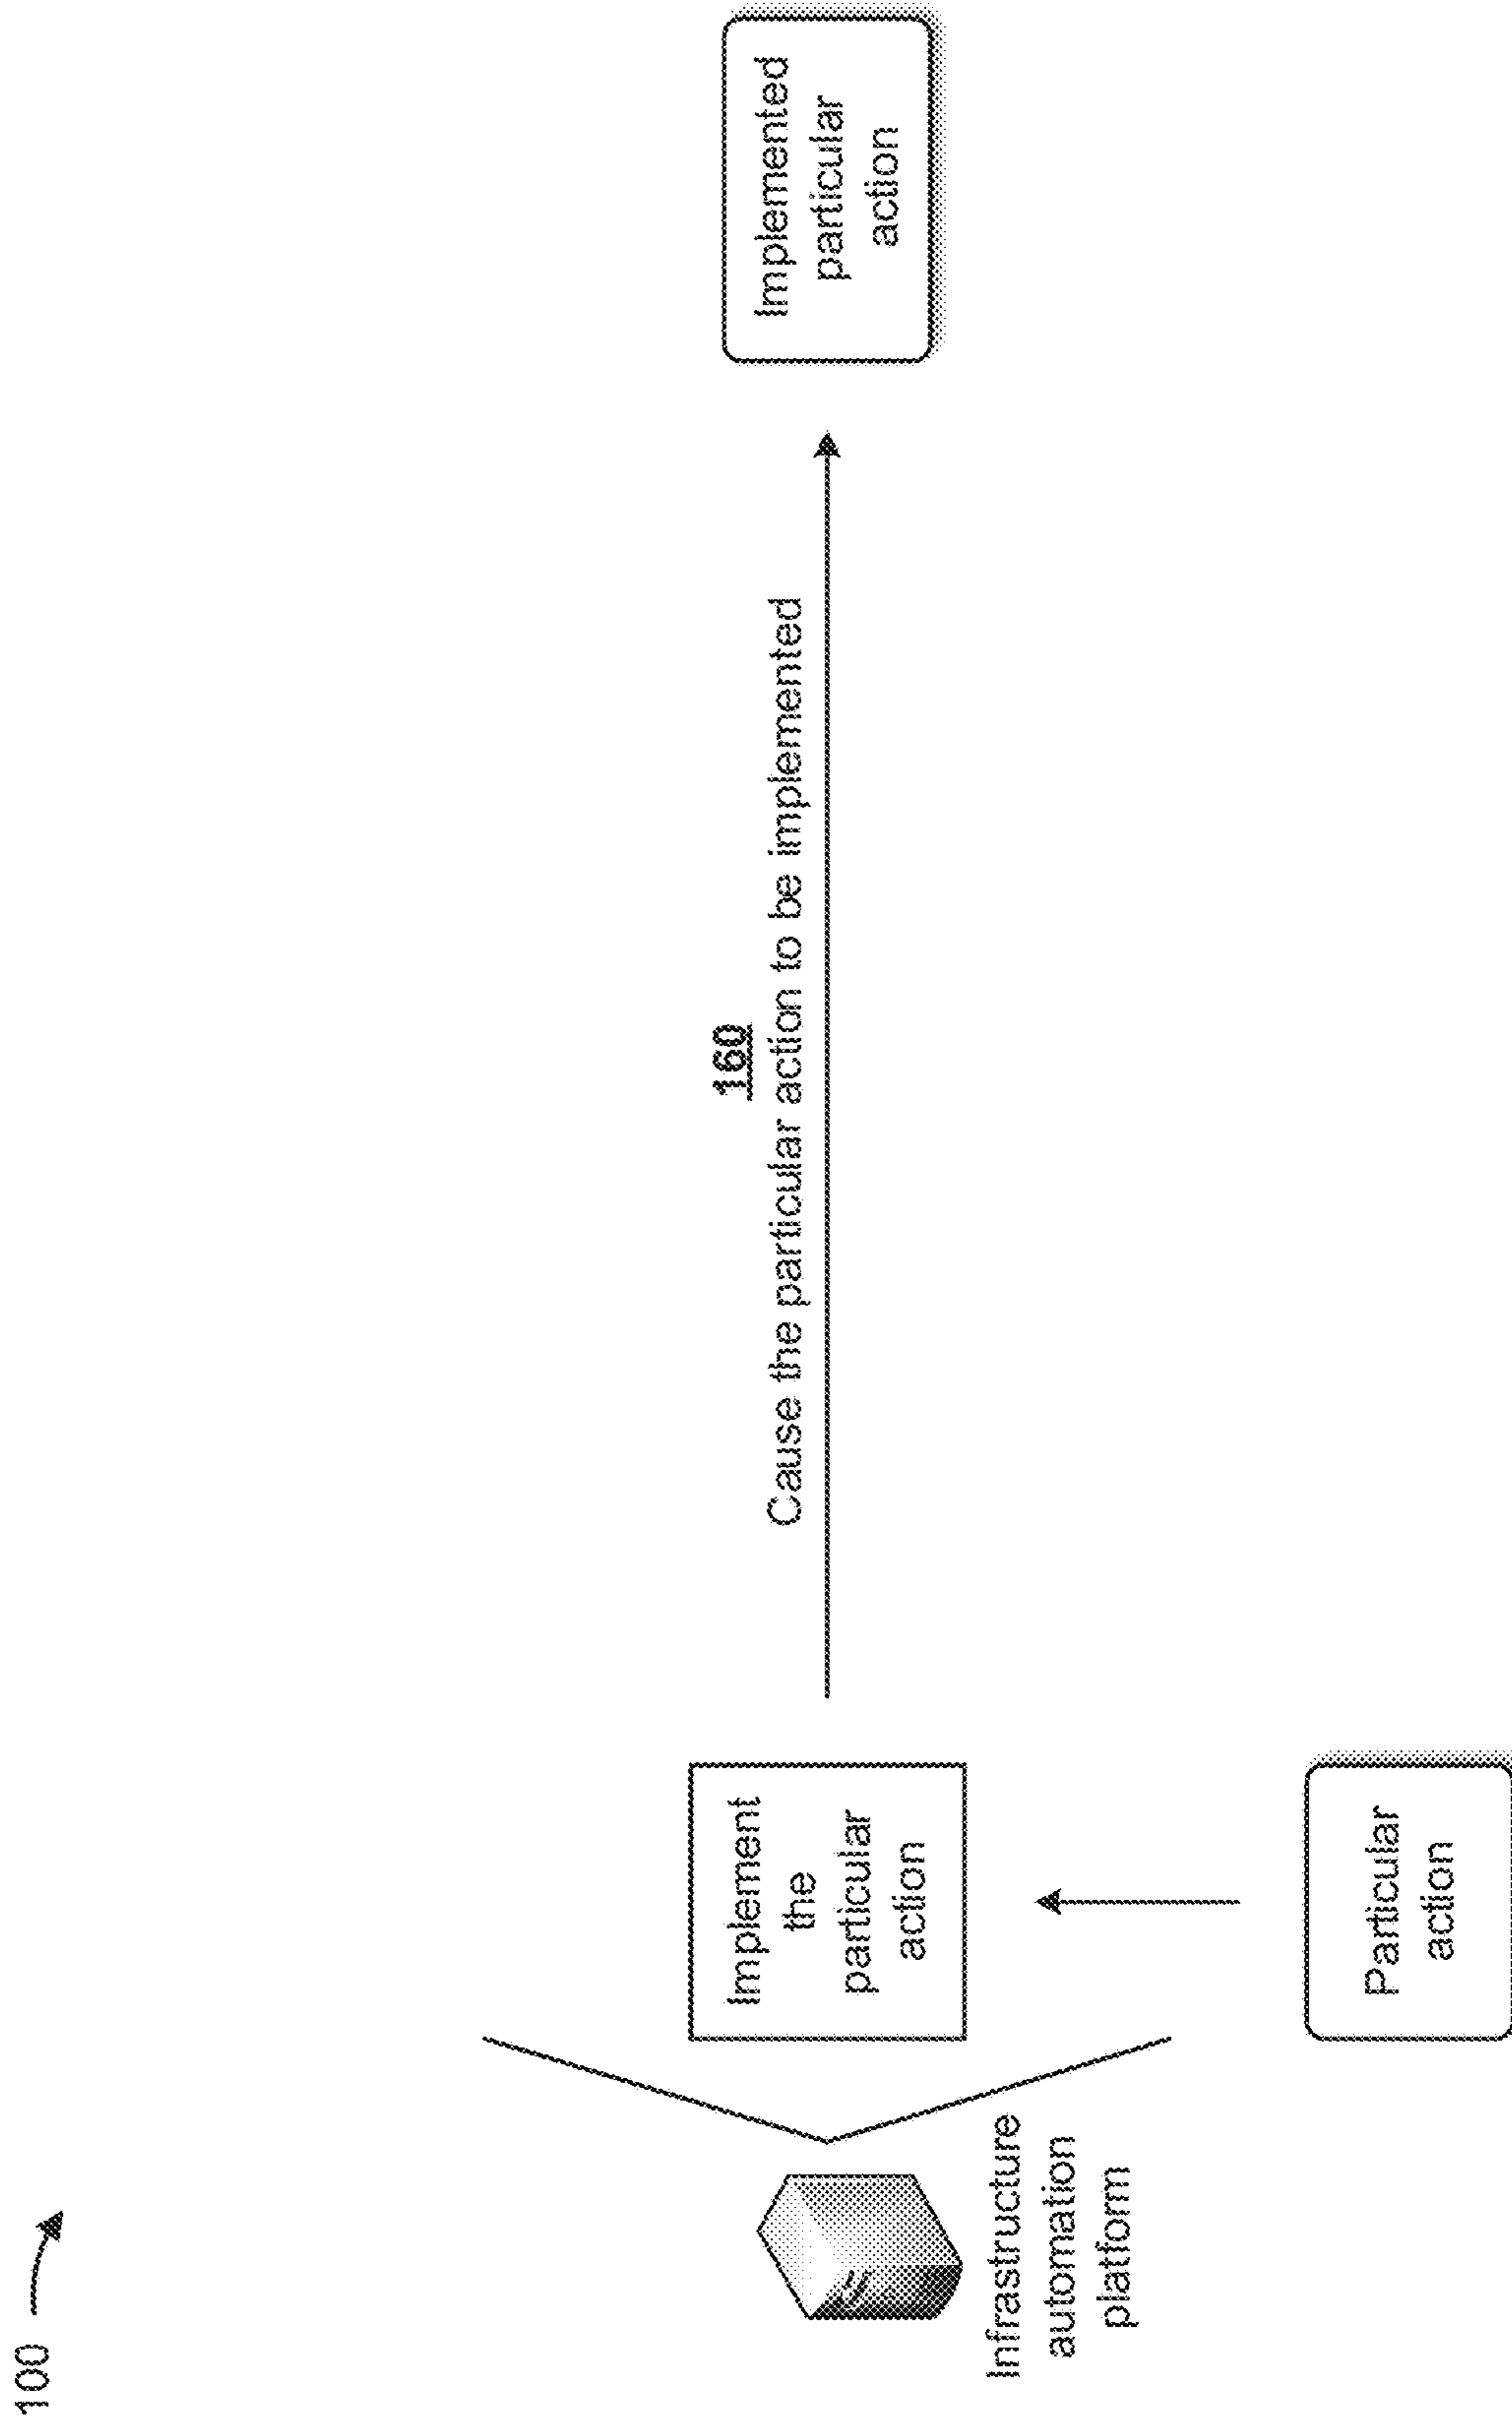 100
160
Cause the particular action to be implemented
Infrastructure
automation
platform
Implement
the
particular
action
Implemented
particular
action
Particular
action